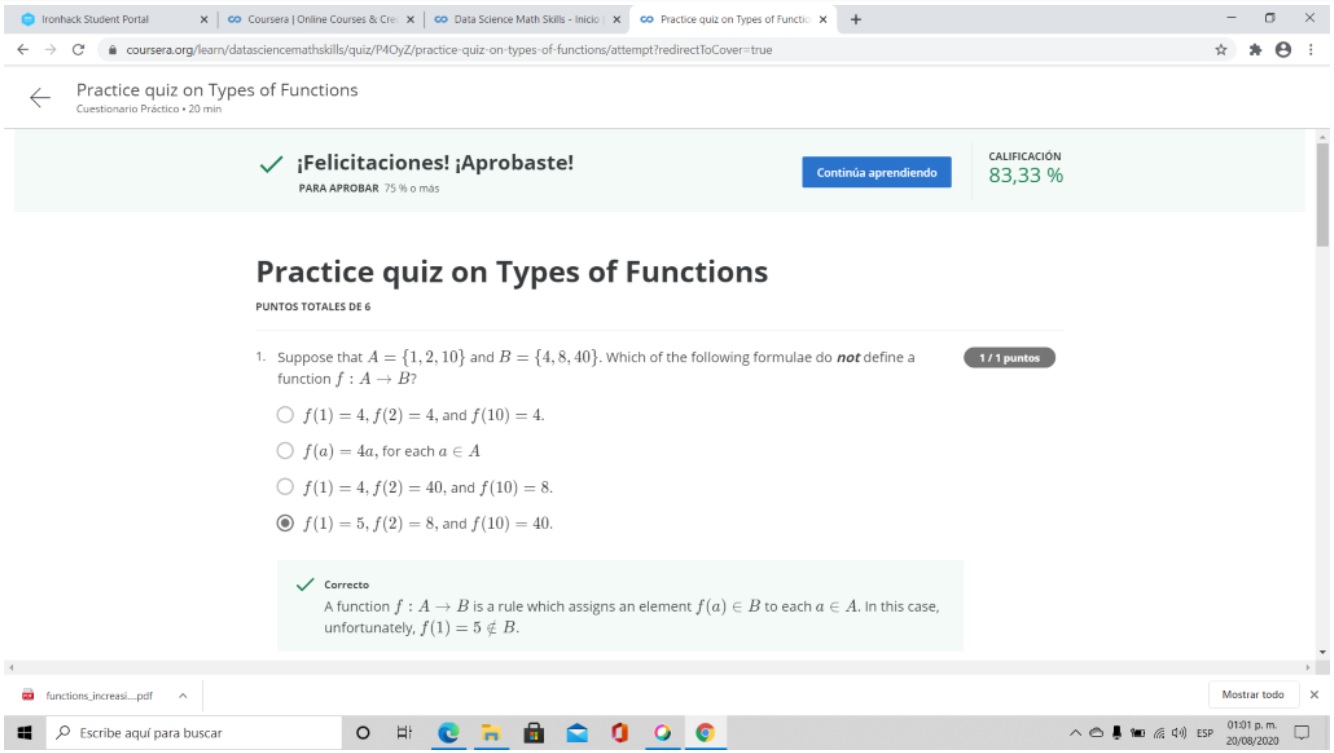 Ironhack Student Portal
Coursera | Online Courses & Cre
Data Science Math Skills - Inicio |
Practice quiz on Types of Functio
coursera.org/learn/datasciencemathskills/quiz/P4OyZ/practice-quiz-on-types-of-functions/attempt?redirectToCover=true
Practice quiz on Types of Functions
Cuestionario Práctico • 20 min
¡Felicitaciones! ¡Aprobaste!
PARA APROBAR 75 % o más
Continúa aprendiendo
CALIFICACIÓN
83,33 %
Practice quiz on Types of Functions
PUNTOS TOTALES DE 6
1. Suppose that A = {1, 2, 10} and B = {4, 8, 40}. Which of the following formulae do not define a
function f : A → B?
1 / 1 puntos
f(1) = 4, f(2) = 4, and f(10) = 4.
f(a) = 4a, for each a ∈ A
f(1) = 4, f(2) = 40, and f(10) = 8.
f(1) = 5, f(2) = 8, and f(10) = 40.
Correcto
A function f : A → B is a rule which assigns an element f(a) ∈ B to each a ∈ A. In this case,
unfortunately, f(1) = 5 ∉ B.
functions_increasi....pdf
Mostrar todo
Escribe aquí para buscar
ESP
01:01 p. m.
20/08/2020